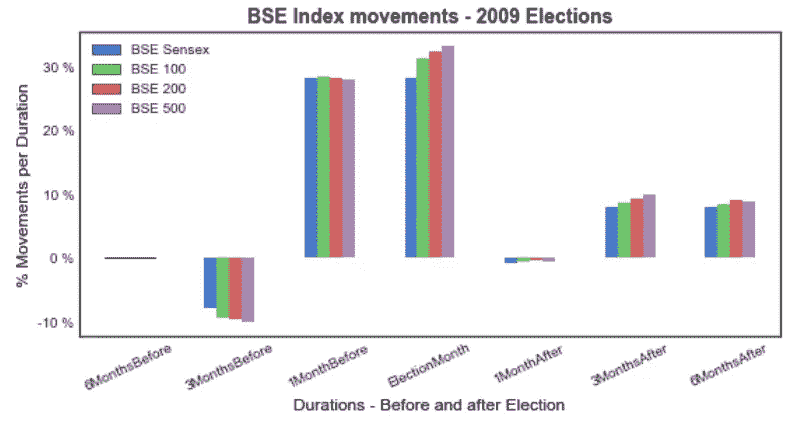 BSE Index movements - 2009 Elections
BSE Sensex
BSE 100
BSE 200
BSE 500
% Movements per Duration
30 %
20 %
10 %
0 %
-10 %
6MonthsBefore
3MonthsBefore
1MonthBefore
ElectionMonth
1MonthAfter
3MonthsAfter
6MonthsAfter
Durations - Before and after Election